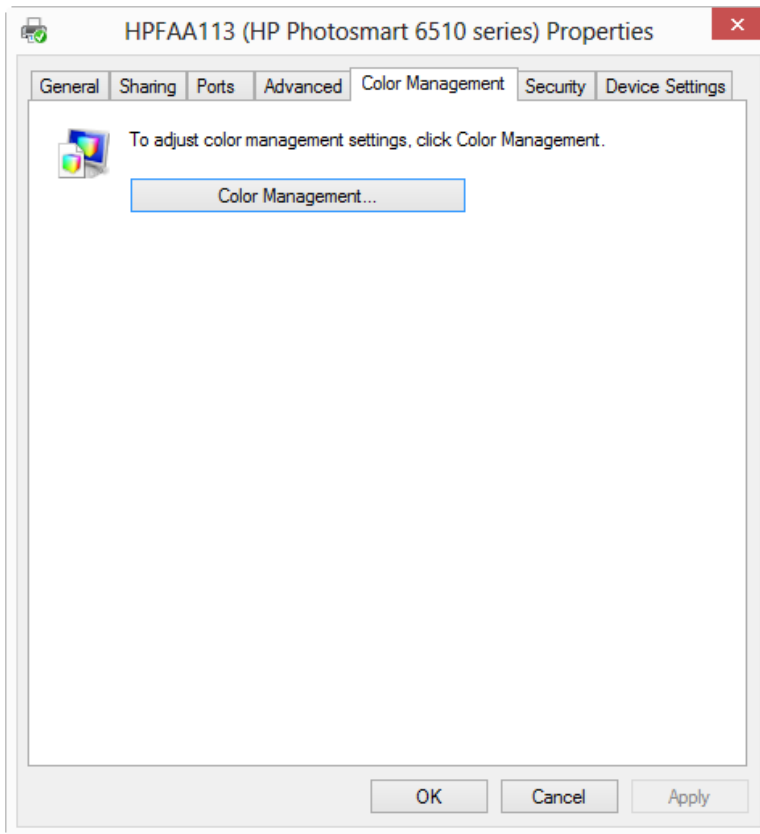 HPFAA113 (HP Photosmart 6510 series) Properties
General Sharing Ports Advanced Color Management Security Device Settings
To adjust color management settings, click Color Management.
Color Management...
OK Cancel Apply